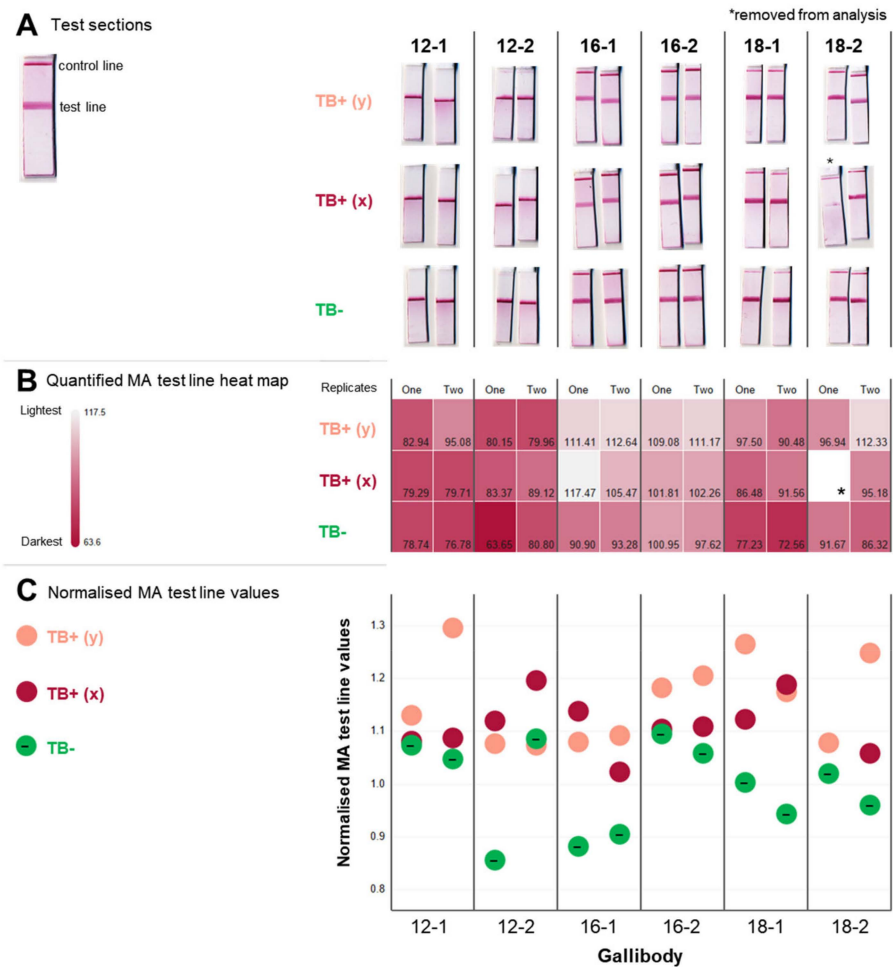 A Test sections
*removed from analysis
control line
test line
12-1 12-2 16-1 16-2 18-1 18-2
TB+ (y)
*
TB+ (x)
TB-
B Quantified MA test line heat map
Replicates One Two One Two One Two One Two One Two One Two
Lightest 117.5
Darkest 63.6
TB+ (y) 82.94 95.08 80.15 79.96 111.41 112.64 109.08 111.17 97.50 90.48 96.94 112.33
TB+ (x) 79.29 79.71 83.37 89.12 117.47 105.47 101.81 102.26 86.48 91.56 * 95.18
TB- 78.74 76.78 63.65 80.80 90.90 93.28 100.95 97.62 77.23 72.56 91.67 86.32
C Normalised MA test line values
TB+ (y)
TB+ (x)
TB-
Normalised MA test line values
1.3
1.2
1.1
1.0
0.9
0.8
12-1 12-2 16-1 16-2 18-1 18-2
Gallibody